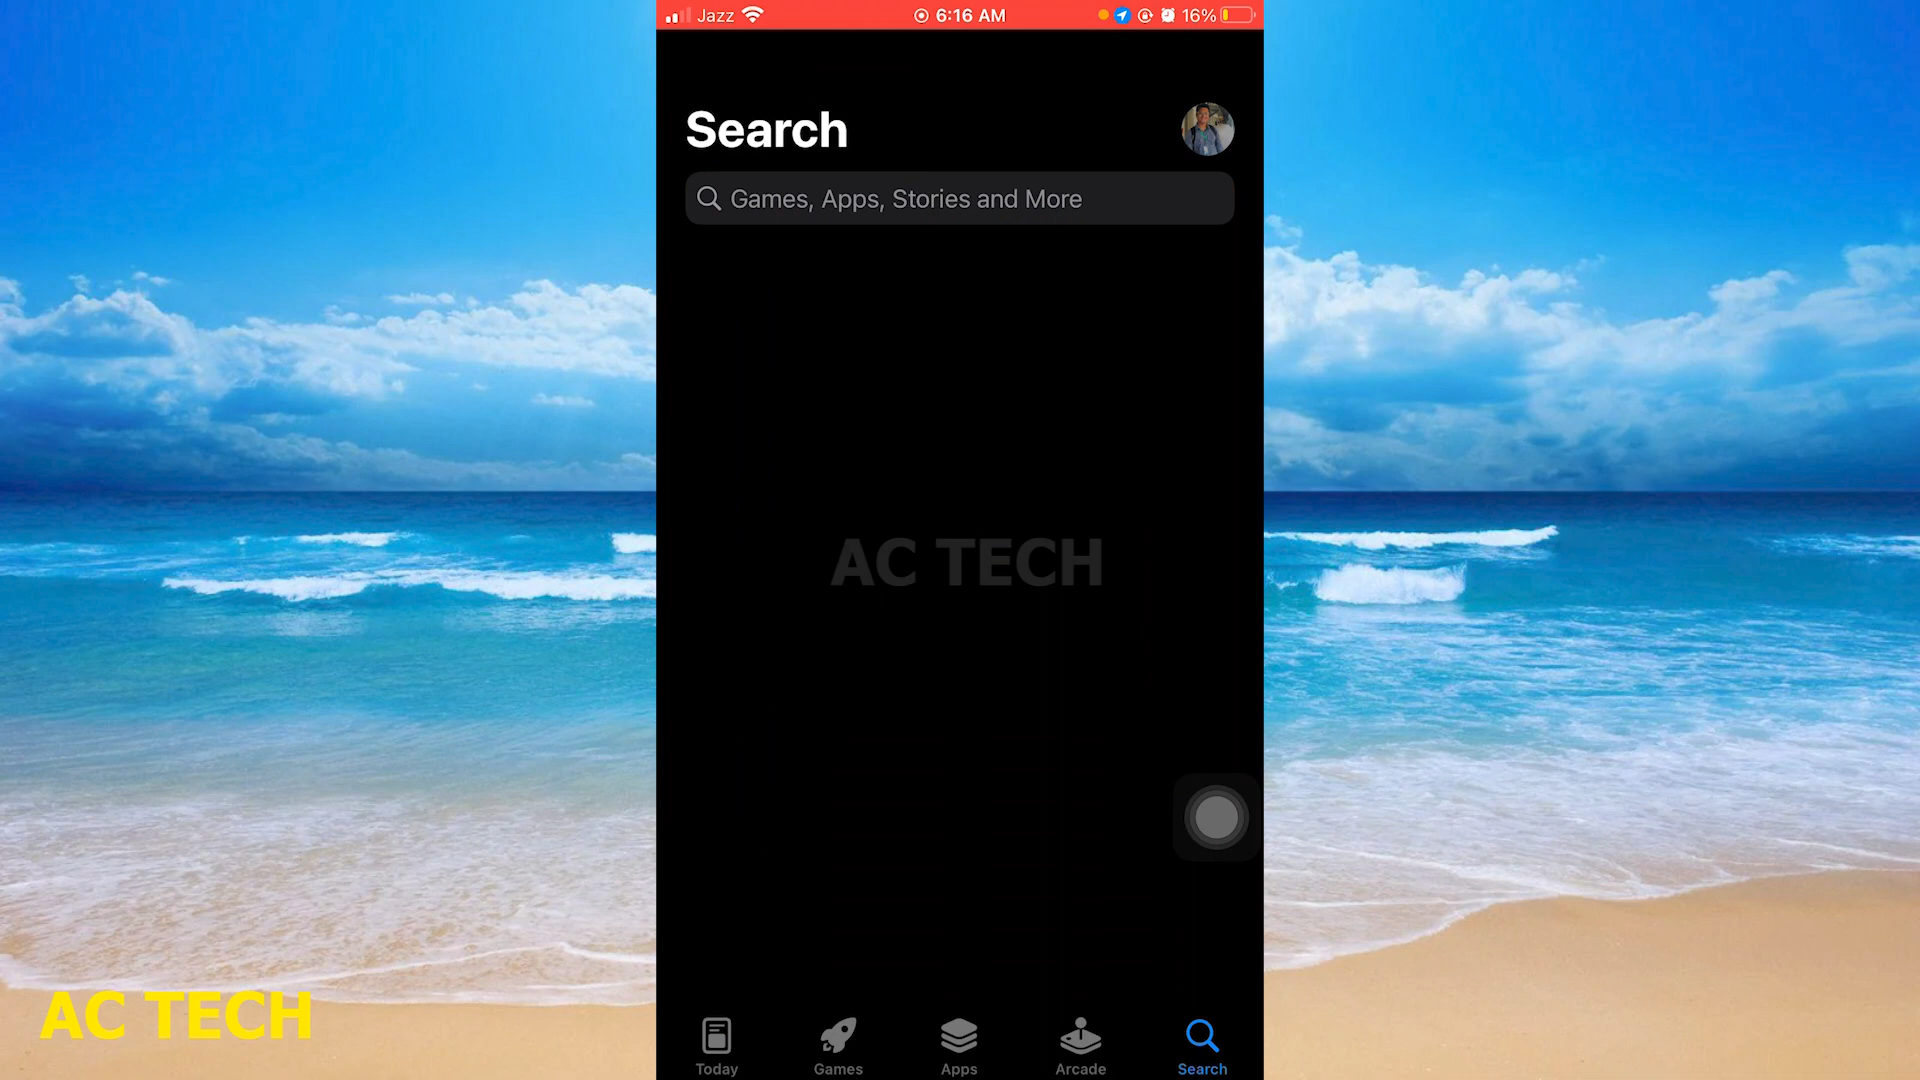 Jazz 6:16 AM 16%
Search
Games, Apps, Stories and More
AC TECH
AC TECH
Today Games Apps Arcade Search